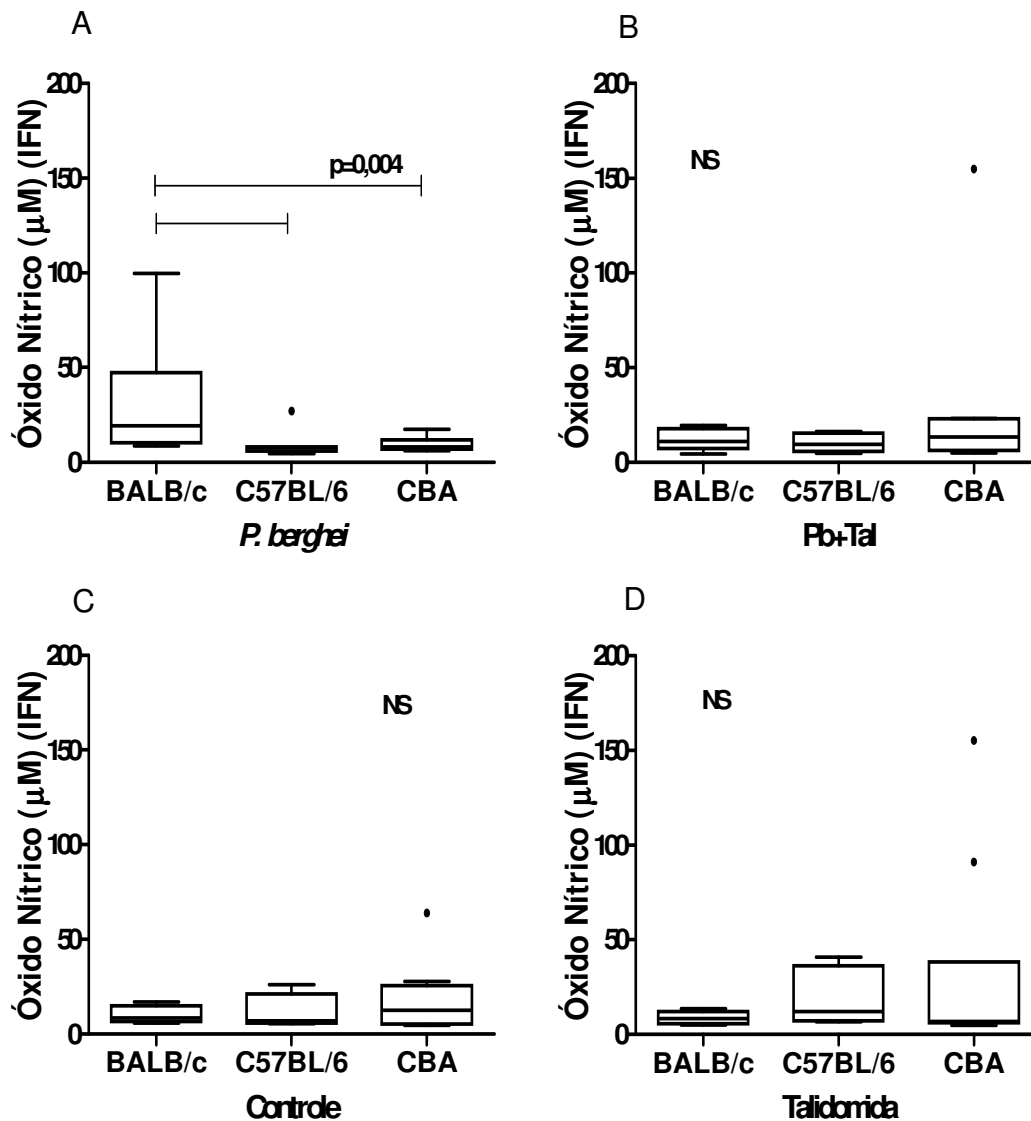 A
Óxido Nítrico (µM) (IFN)
200
150
100
50
0
p=0,004
BALB/c C57BL/6 CBA
P. berghei
B
Óxido Nítrico (µM) (IFN)
200
150
100
50
0
NS
BALB/c C57BL/6 CBA
Pb+Tal
C
Óxido Nítrico (µM) (IFN)
200
150
100
50
0
NS
BALB/c C57BL/6 CBA
Controle
D
Óxido Nítrico (µM) (IFN)
200
150
100
50
0
NS
BALB/c C57BL/6 CBA
Talidomida